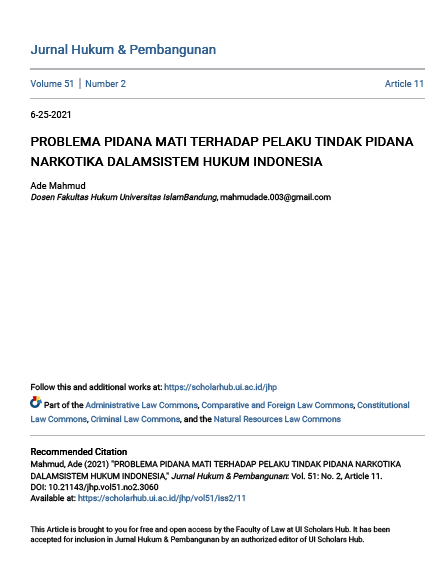 Jurnal Hukum & Pembangunan
Volume 51 | Number 2 Article 11
6-25-2021
PROBLEMA PIDANA MATI TERHADAP PELAKU TINDAK PIDANA
NARKOTIKA DALAMSISTEM HUKUM INDONESIA
Ade Mahmud
Dosen Fakultas Hukum Universitas IslamBandung, mahmudade.003@gmail.com
Follow this and additional works at: https://scholarhub.ui.ac.id/jhp
Part of the Administrative Law Commons, Comparative and Foreign Law Commons, Constitutional
Law Commons, Criminal Law Commons, and the Natural Resources Law Commons
Recommended Citation
Mahmud, Ade (2021) "PROBLEMA PIDANA MATI TERHADAP PELAKU TINDAK PIDANA NARKOTIKA
DALAMSISTEM HUKUM INDONESIA," Jurnal Hukum & Pembangunan: Vol. 51: No. 2, Article 11.
DOI: 10.21143/jhp.vol51.no2.3060
Available at: https://scholarhub.ui.ac.id/jhp/vol51/iss2/11
This Article is brought to you for free and open access by the Faculty of Law at UI Scholars Hub. It has been
accepted for inclusion in Jurnal Hukum & Pembangunan by an authorized editor of UI Scholars Hub.